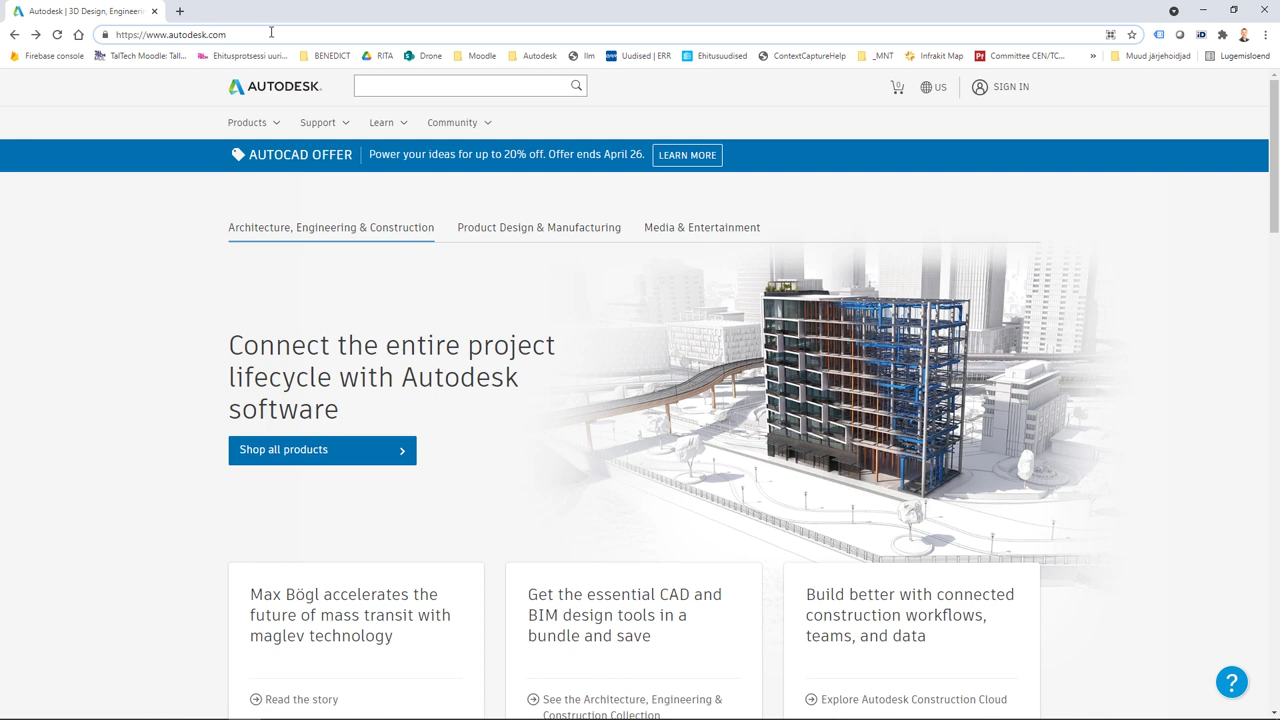 Autodesk | 3D Design, Engineerin
https://www.autodesk.com
Firebase console
TalTech Moodle: Tall...
Ehitusprotsessi uuri...
BENEDICT
RITA
Drone
Moodle
Autodesk
Ilm
Uudised | ERR
Ehitusuudised
ContextCaptureHelp
_MNT
Infrakit Map
Committee CEN/TC...
»
Muud järjehoidjad
Lugemisloend
AUTODESK.
0
US
SIGN IN
Products
Support
Learn
Community
AUTOCAD OFFER
Power your ideas for up to 20% off. Offer ends April 26.
LEARN MORE
Architecture, Engineering & Construction
Product Design & Manufacturing
Media & Entertainment
Connect the entire project
lifecycle with Autodesk
software
Shop all products
Max Bögl accelerates the
future of mass transit with
maglev technology
Read the story
Get the essential CAD and
BIM design tools in a
bundle and save
See the Architecture, Engineering &
Construction Collection
Build better with connected
construction workflows,
teams, and data
Explore Autodesk Construction Cloud
?